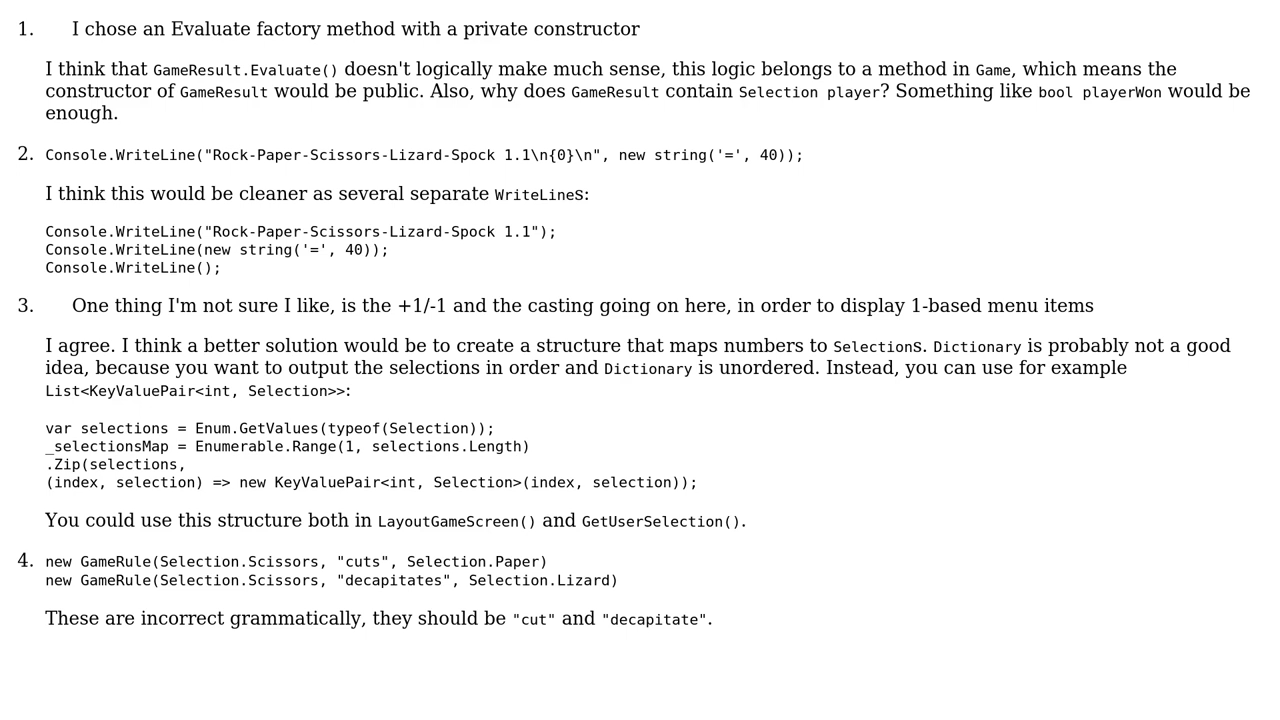 1. I chose an Evaluate factory method with a private constructor
I think that GameResult.Evaluate() doesn't logically make much sense, this logic belongs to a method in Game, which means the
constructor of GameResult would be public. Also, why does GameResult contain Selection player? Something like bool playerWon would be
enough.
2. Console.WriteLine("Rock-Paper-Scissors-Lizard-Spock 1.1\n{0}\n", new string('=', 40));
I think this would be cleaner as several separate WriteLines:
Console.WriteLine("Rock-Paper-Scissors-Lizard-Spock 1.1");
Console.WriteLine(new string('=', 40));
Console.WriteLine();
3. One thing I'm not sure I like, is the +1/-1 and the casting going on here, in order to display 1-based menu items
I agree. I think a better solution would be to create a structure that maps numbers to Selections. Dictionary is probably not a good
idea, because you want to output the selections in order and Dictionary is unordered. Instead, you can use for example
List<KeyValuePair<int, Selection>>:
var selections = Enum.GetValues(typeof(Selection));
_selectionsMap = Enumerable.Range(1, selections.Length)
.Zip(selections,
(index, selection) => new KeyValuePair<int, Selection>(index, selection));
You could use this structure both in LayoutGameScreen() and GetUserSelection().
4. new GameRule(Selection.Scissors, "cuts", Selection.Paper)
new GameRule(Selection.Scissors, "decapitates", Selection.Lizard)
These are incorrect grammatically, they should be "cut" and "decapitate".